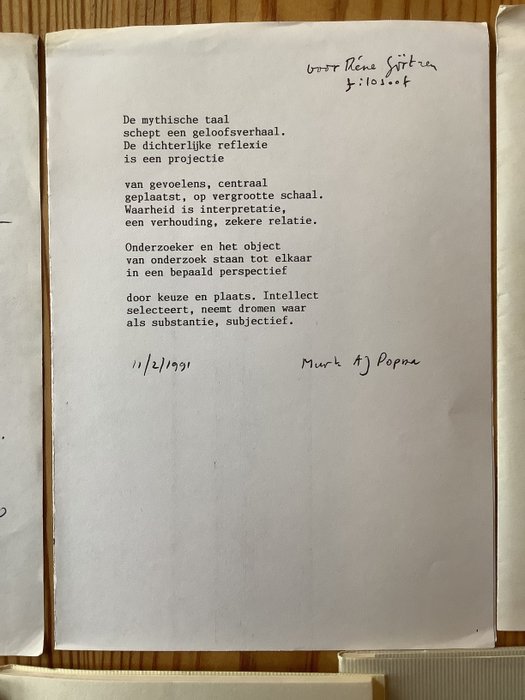 voor Réne Görtzen
filosoof
De mythische taal
schept een geloofsverhaal.
De dichterlijke reflexie
is een projectie
van gevoelens, centraal
geplaatst, op vergrootte schaal.
Waarheid is interpretatie,
een verhouding, zekere relatie.
Onderzoeker en het object
van onderzoek staan tot elkaar
in een bepaald perspectief
door keuze en plaats. Intellect
selecteert, neemt dromen waar
als substantie, subjectief.
11/2/1991
Murk AJ Popma